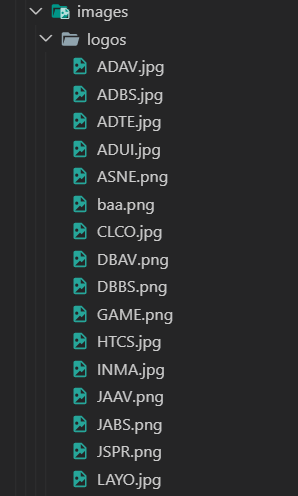 images
logos
ADAV.jpg
ADBS.jpg
ADTE.jpg
ADUI.jpg
ASNE.png
baa.png
CLCO.jpg
DBAV.png
DBBS.png
GAME.png
HTCS.jpg
INMA.jpg
JAAV.png
JABS.png
JSPR.png
LAYO.jpg